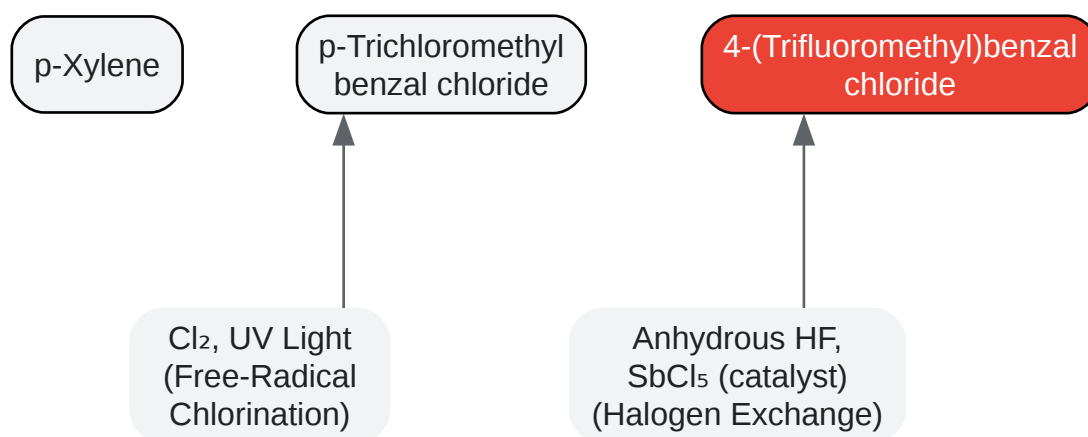 p-Xylene
p-Trichloromethyl
benzal chloride
4-(Trifluoromethyl)benzal
chloride
Cl₂, UV Light
(Free-Radical
Chlorination)
Anhydrous HF,
SbCl₅ (catalyst)
(Halogen Exchange)